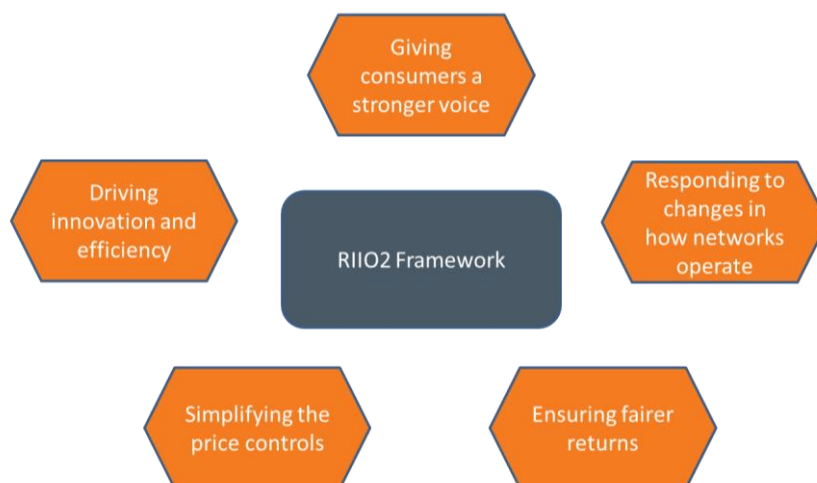 Giving
consumers a
stronger voice
Driving
innovation and
efficiency
Responding to
changes in
how networks
operate
RIIO2 Framework
Simplifying the
price controls
Ensuring fairer
returns